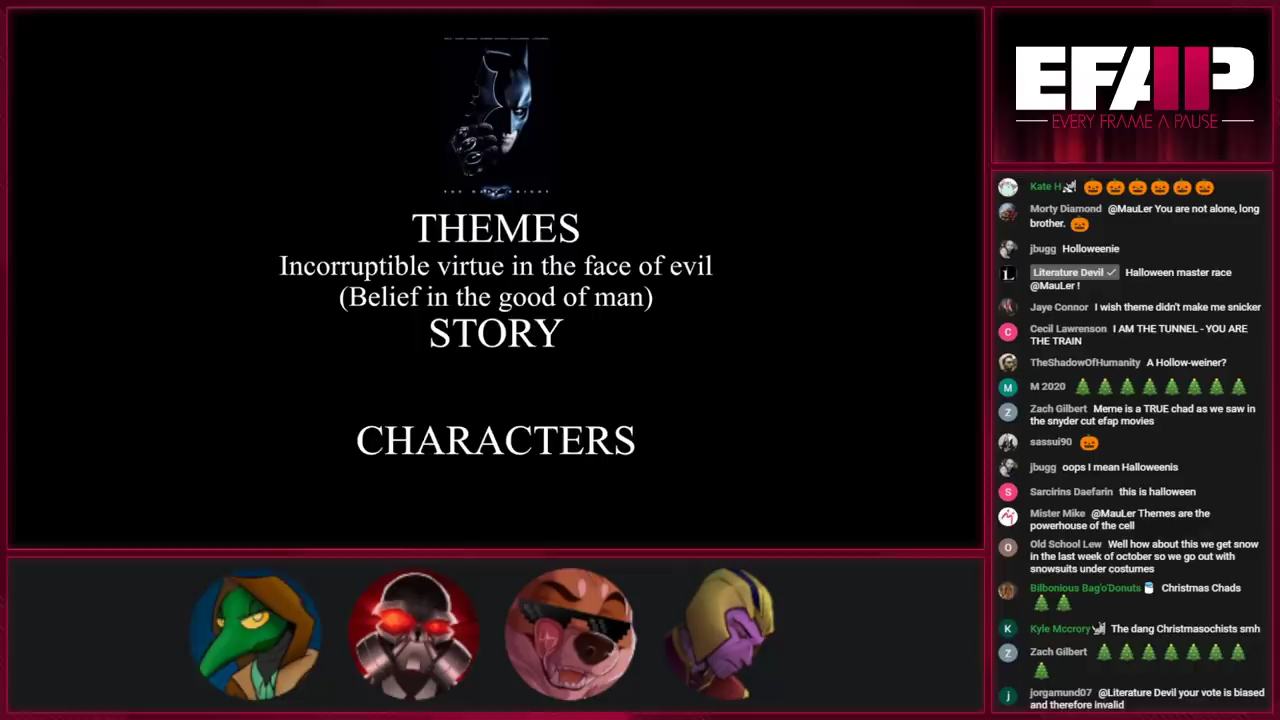 THE DARK KNIGHT
THEMES
Incorruptible virtue in the face of evil
(Belief in the good of man)
STORY
CHARACTERS
EFAP
EVERY FRAME A PAUSE
Kate H 🎃🎃🎃🎃🎃🎃
Morty Diamond @MauLer You are not alone, long
brother. 🎃
jbugg Holloweenie
Literature Devil ✓ Halloween master race
@MauLer !
Jaye Connor I wish theme didn't make me snicker
Cecil Lawrenson I AM THE TUNNEL - YOU ARE
THE TRAIN
TheShadowOfHumanity A Hollow-weiner?
M 2020 🎄🎄🎄🎄🎄🎄🎄🎄
Zach Gilbert Meme is a TRUE chad as we saw in
the snyder cut efap movies
sassui90 🎃
jbugg oops I mean Halloweenis
Sarcirins Daefarin this is halloween
Mister Mike @MauLer Themes are the
powerhouse of the cell
Old School Lew Well how about this we get snow
in the last week of october so we go out with
snowsuits under costumes
Bilbonious Bag'o'Donuts Christmas Chads
🎄🎄
Kyle Mccrory The dang Christmasochists smh
Zach Gilbert 🎄🎄🎄🎄🎄🎄🎄
🎄
jorgamund07 @Literature Devil your vote is biased
and therefore invalid